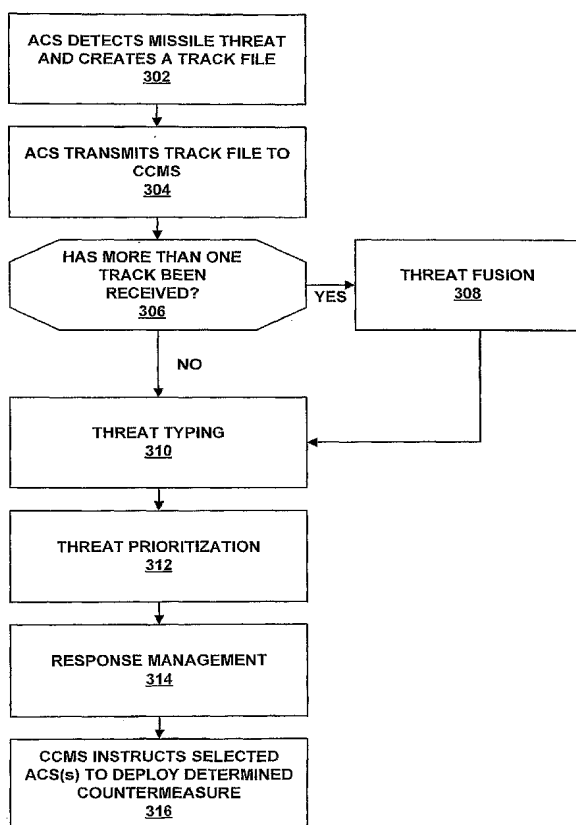 ACS DETECTS MISSILE THREAT
AND CREATES A TRACK FILE
302
ACS TRANSMITS TRACK FILE TO
CCMS
304
HAS MORE THAN ONE
TRACK BEEN
RECEIVED?
306
YES
THREAT FUSION
308
NO
THREAT TYPING
310
THREAT PRIORITIZATION
312
RESPONSE MANAGEMENT
314
CCMS INSTRUCTS SELECTED
ACS(s) TO DEPLOY DETERMINED
COUNTERMEASURE
316